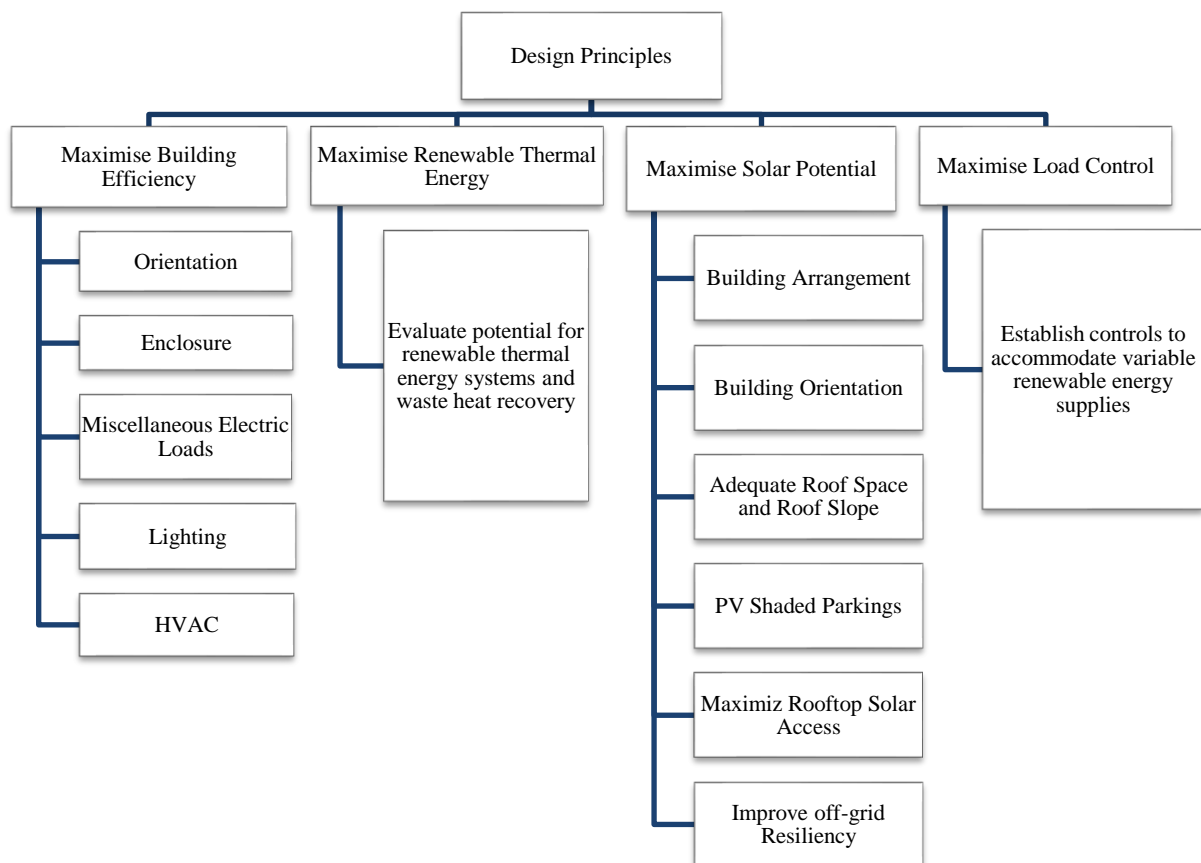 Design Principles
Maximise Building
Efficiency
Orientation
Enclosure
Miscellaneous Electric
Loads
Lighting
HVAC
Maximise Renewable Thermal
Energy
Evaluate potential for
renewable thermal
energy systems and
waste heat recovery
Maximise Solar Potential
Building Arrangement
Building Orientation
Adequate Roof Space
and Roof Slope
PV Shaded Parkings
Maximiz Rooftop Solar
Access
Improve off-grid
Resiliency
Maximise Load Control
Establish controls to
accommodate variable
renewable energy
supplies